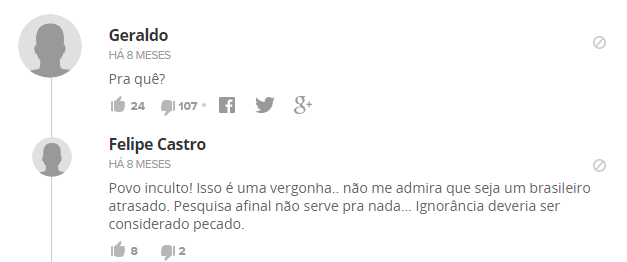 Geraldo
HÁ 8 MESES
Pra quê?
24 107
Felipe Castro
HÁ 8 MESES
Povo inculto! Isso é uma vergonha.. não me admira que seja um brasileiro
atrasado. Pesquisa afinal não serve pra nada... Ignorância deveria ser
considerado pecado.
8 2